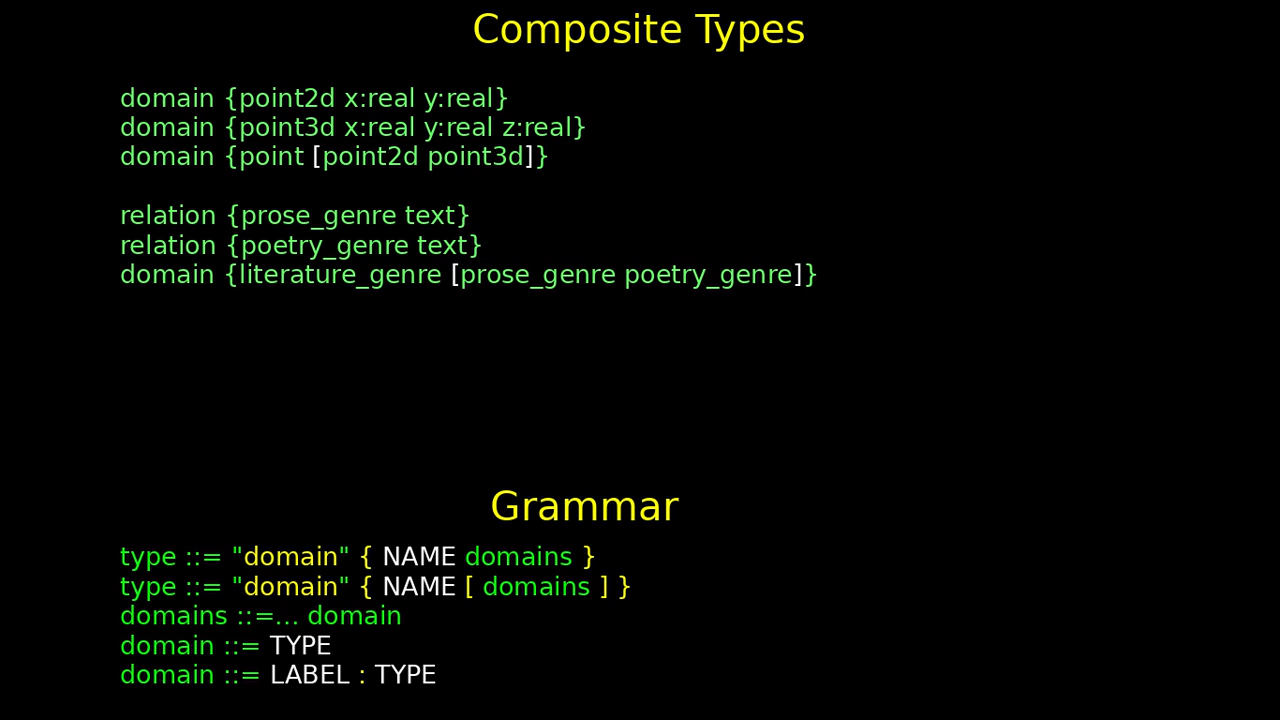 Composite Types
domain {point2d x:real y:real}
domain {point3d x:real y:real z:real}
domain {point [point2d point3d]}
relation {prose_genre text}
relation {poetry_genre text}
domain {literature_genre [prose_genre poetry_genre]}
Grammar
type ::= "domain" { NAME domains }
type ::= "domain" { NAME [ domains ] }
domains ::=... domain
domain ::= TYPE
domain ::= LABEL : TYPE